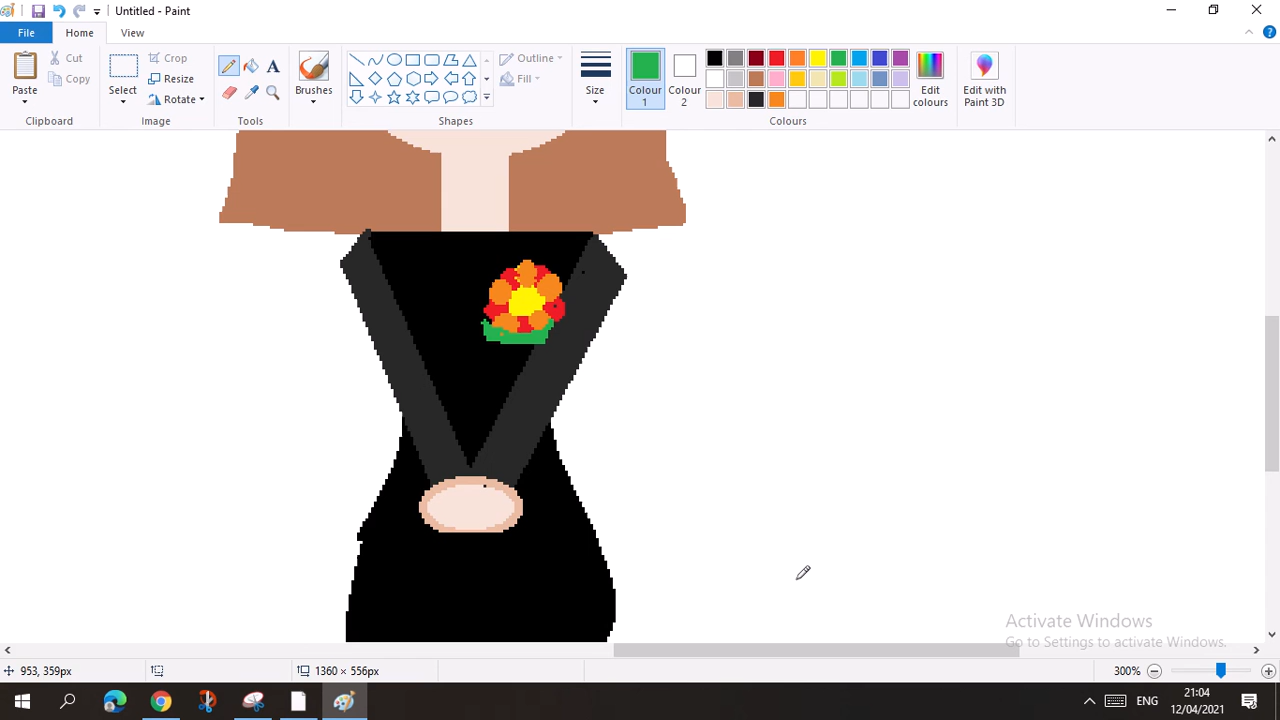 Untitled - Paint
File Home View
Paste Cut Copy Clipboard
Select Crop Resize Rotate Image
Tools
Brushes
Shapes Outline Fill
Size
Colour 1 Colour 2 Edit colours Colours
Edit with Paint 3D
Activate Windows
Go to Settings to activate Windows.
953, 359px 1360 × 556px 300%
ENG 21:04 12/04/2021